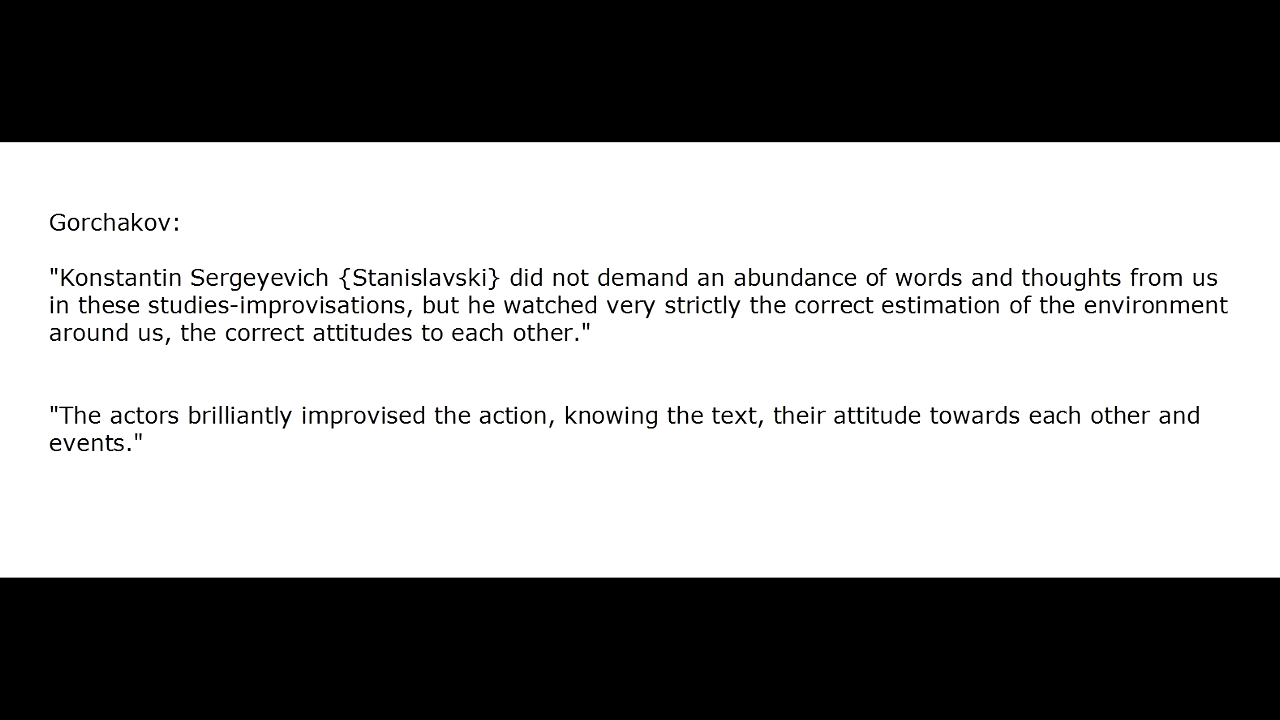 Gorchakov:
"Konstantin Sergeyevich {Stanislavski} did not demand an abundance of words and thoughts from us
in these studies-improvisations, but he watched very strictly the correct estimation of the environment
around us, the correct attitudes to each other."
"The actors brilliantly improvised the action, knowing the text, their attitude towards each other and
events."